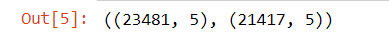 Out[5]: ((23481, 5), (21417, 5))